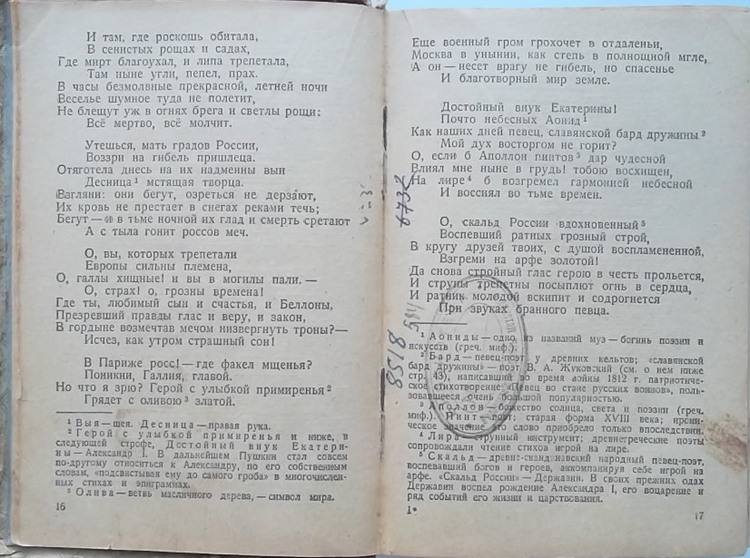 И там, где роскошь обитала,
В сенистых рощах и садах,
Где мирт благоухал, и липа трепетала,
Там ныне угли, пепел, прах.
В часы безмолвные прекрасной, летней ночи
Веселье шумное туда не полетит,
Не блещут уж в огнях брега и светлы рощи:
Всё мертво, всё молчит.
Утешься, мать градов России,
Воззри на гибель пришлеца.
Отяготела днесь на их надменны выи
Десница¹ мстящая творца.
Взгляни: они бегут, озреться не дерзают,
Их кровь не престает в снегах реками течь;
Бегут — и в тьме ночной их глад и смерть сретают
А с тыла гонит россов меч.
О, вы, которых трепетали
Европы сильны племена,
О, галлы хищные! и вы в могилы пали. —
О, страх! о, грозны времена!
Где ты, любимый сын и счастья, и Беллоны,
Презревший правды глас и веру, и закон,
В гордыне возмечтав мечом низвергнуть троны? —
Исчез, как утром страшный сон!
В Париже росс! — где факел мщенья?
Поникни, Галлия, главой.
Но что я зрю? Герой с улыбкой примиренья²
Грядет с оливою³ златой.
¹ Выя — шея. Десница — правая рука.
² Герой с улыбкой примиренья и ниже, в
следующей строфе, Достойный внук Екатери-
ны — Александр I. В дальнейшем Пушкин стал совсем
по-другому относиться к Александру, по его собственным
словам, «подсвистывал ему до самого гроба» в многочислен-
ных стихах и эпиграммах.
³ Олива — ветвь масличного дерева, — символ мира.
16
Еще военный гром грохочет в отдаленьи,
Москва в унынии, как степь в полнощной мгле,
А он — несет врагу не гибель, но спасенье
И благотворный мир земле.
Достойный внук Екатерины!
Почто небесных Аонид¹
Как наших дней певец, славянской бард дружины²
Мой дух восторгом не горит?
О, если б Аполлон пиитов³ дар чудесной
Влиял мне ныне в грудь! тобою восхищен,
На лире⁴ б возгремел гармонией небесной
И воссиял во тьме времен.
О, скальд России вдохновенный⁵
Воспевший ратных грозный строй,
В кругу друзей твоих, с душой воспламененной,
Взгреми на арфе золотой!
Да снова стройный глас герою в честь прольется,
И струны трепетны посыплют огнь в сердца,
И ратник молодой вскипит и содрогнется
При звуках бранного певца.
¹ Аониды — одно из названий муз — богинь поэзии и
искусств (греч. миф.).
² Бард — певец-поэт у древних кельтов; «славянской
бард дружины» — поэт В. А. Жуковский (см. о нем ниже
стр. 43), написавший во время войны 1812 г. патриотиче-
ское стихотворение «Певец во стане русских воинов», поль-
зовавшееся очень большой популярностью.
³ Аполлон — божество солнца, света и поэзии (греч.
миф.). Пиит — поэт; старая форма XVIII века; ирони-
ческое значение это слово приобрело только впоследствии.
⁴ Лира — струнный инструмент; древнегреческие поэты
сопровождали чтение стихов игрой на лире.
⁵ Скальд — древне-скандинавский народный певец-поэт,
воспевавший богов и героев, аккомпанируя себе игрой из
арфе. «Скальд России» — Державин. В своих прежних одах
Державин воспел рождение Александра I, его воцарение и
ряд событий его жизни и царствования.
1*
17
6732
8518